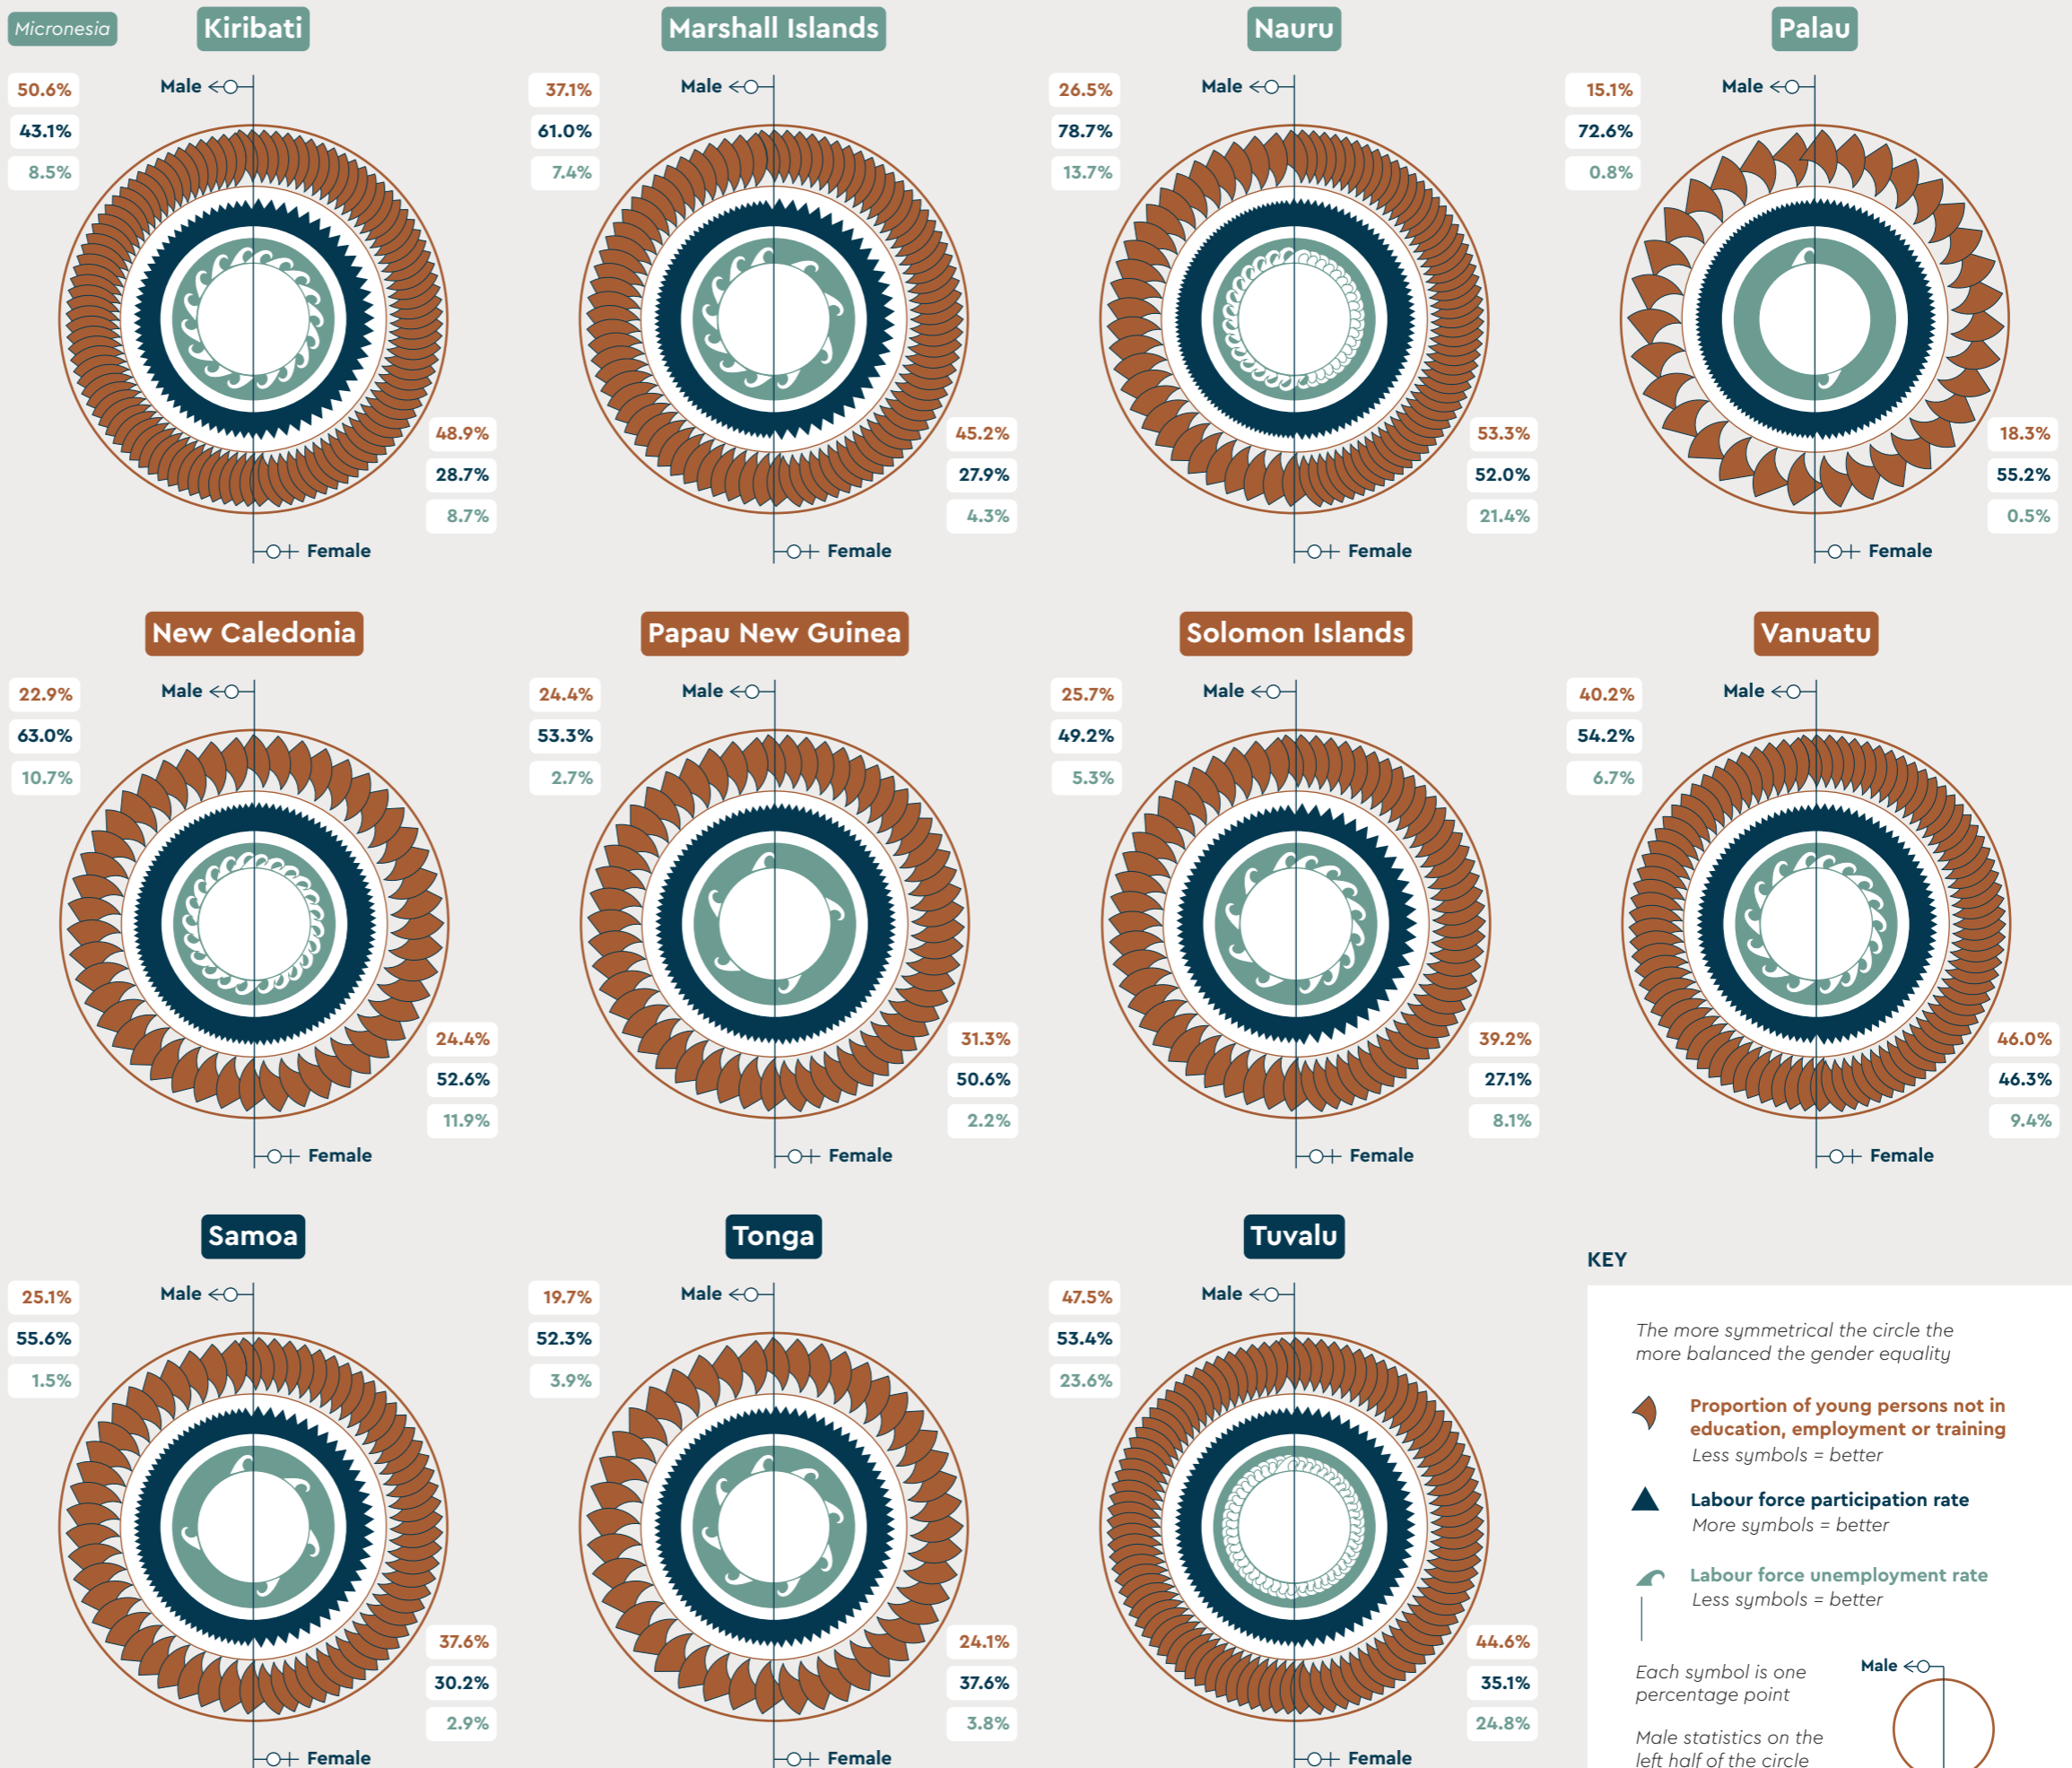 Micronesia
Kiribati
50.6%
43.1%
8.5%
Male
48.9%
28.7%
8.7%
Female
Marshall Islands
37.1%
61.0%
7.4%
Male
45.2%
27.9%
4.3%
Female
Nauru
26.5%
78.7%
13.7%
Male
53.3%
52.0%
21.4%
Female
Palau
15.1%
72.6%
0.8%
Male
18.3%
55.2%
0.5%
Female
New Caledonia
22.9%
63.0%
10.7%
Male
24.4%
52.6%
11.9%
Female
Papau New Guinea
24.4%
53.3%
2.7%
Male
31.3%
50.6%
2.2%
Female
Solomon Islands
25.7%
49.2%
5.3%
Male
39.2%
27.1%
8.1%
Female
Vanuatu
40.2%
54.2%
6.7%
Male
46.0%
46.3%
9.4%
Female
Samoa
25.1%
55.6%
1.5%
Male
37.6%
30.2%
2.9%
Female
Tonga
19.7%
52.3%
3.9%
Male
24.1%
37.6%
3.8%
Female
Tuvalu
47.5%
53.4%
23.6%
Male
44.6%
35.1%
24.8%
Female
KEY
The more symmetrical the circle the
more balanced the gender equality
Proportion of young persons not in
education, employment or training
Less symbols = better
Labour force participation rate
More symbols = better
Labour force unemployment rate
Less symbols = better
Each symbol is one
percentage point
Male
Male statistics on the
left half of the circle